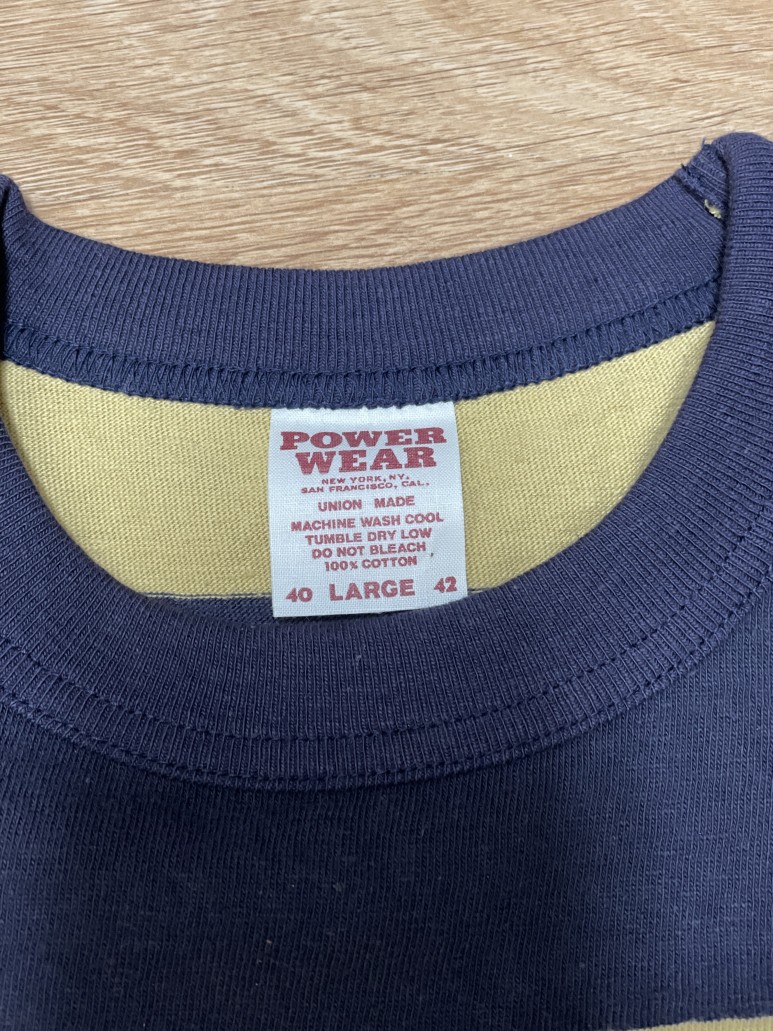 POWER
WEAR
NEW YORK, NY.
SAN FRANCISCO, CAL.
UNION MADE
MACHINE WASH COOL
TUMBLE DRY LOW
DO NOT BLEACH
100% COTTON
40 LARGE 42